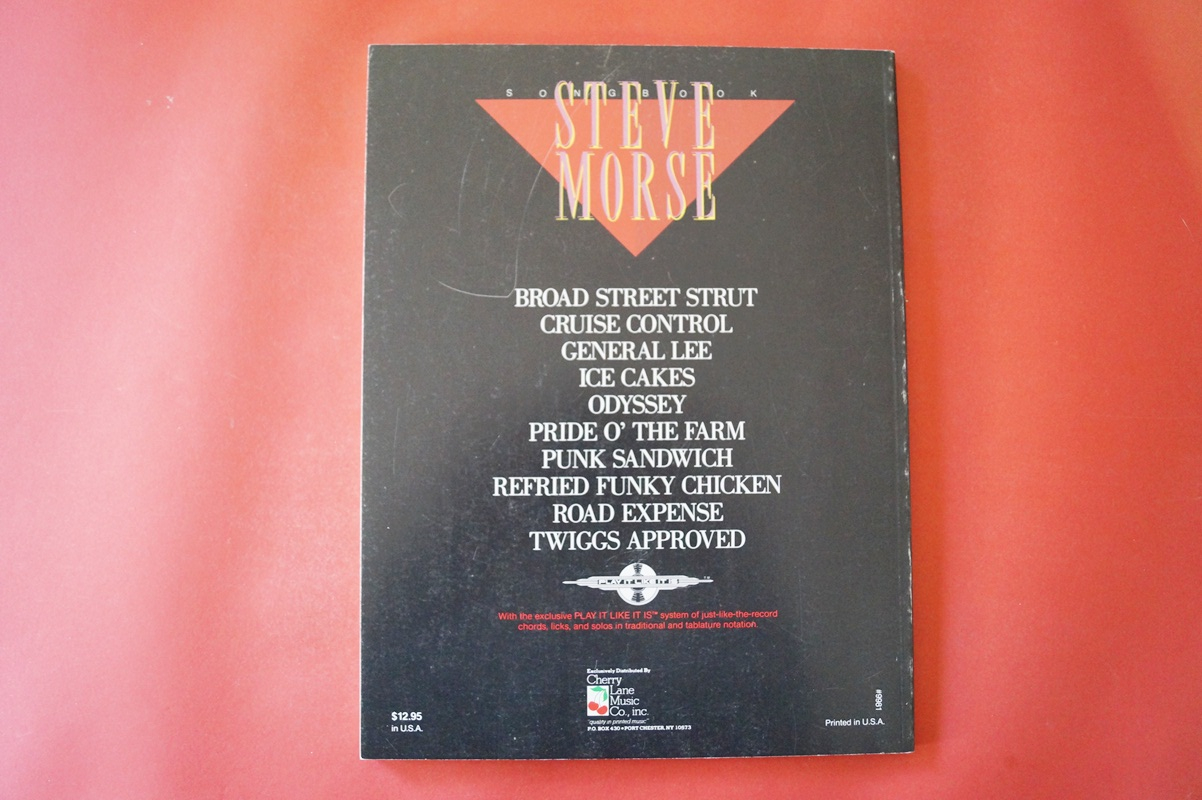 SONGBOOK
STEVE
MORSE
BROAD STREET STRUT
CRUISE CONTROL
GENERAL LEE
ICE CAKES
ODYSSEY
PRIDE O' THE FARM
PUNK SANDWICH
REFRIED FUNKY CHICKEN
ROAD EXPENSE
TWIGGS APPROVED
PLAY IT LIKE IT IS ™
With the exclusive PLAY IT LIKE IT IS™ system of just-like-the-record
chords, licks, and solos in traditional and tablature notation.
Exclusively Distributed By
Cherry
Lane
Music
Co., inc.
"quality in printed music"
P.O. BOX 430 • PORT CHESTER, NY 10573
$12.95
in U.S.A.
#9961
Printed in U.S.A.